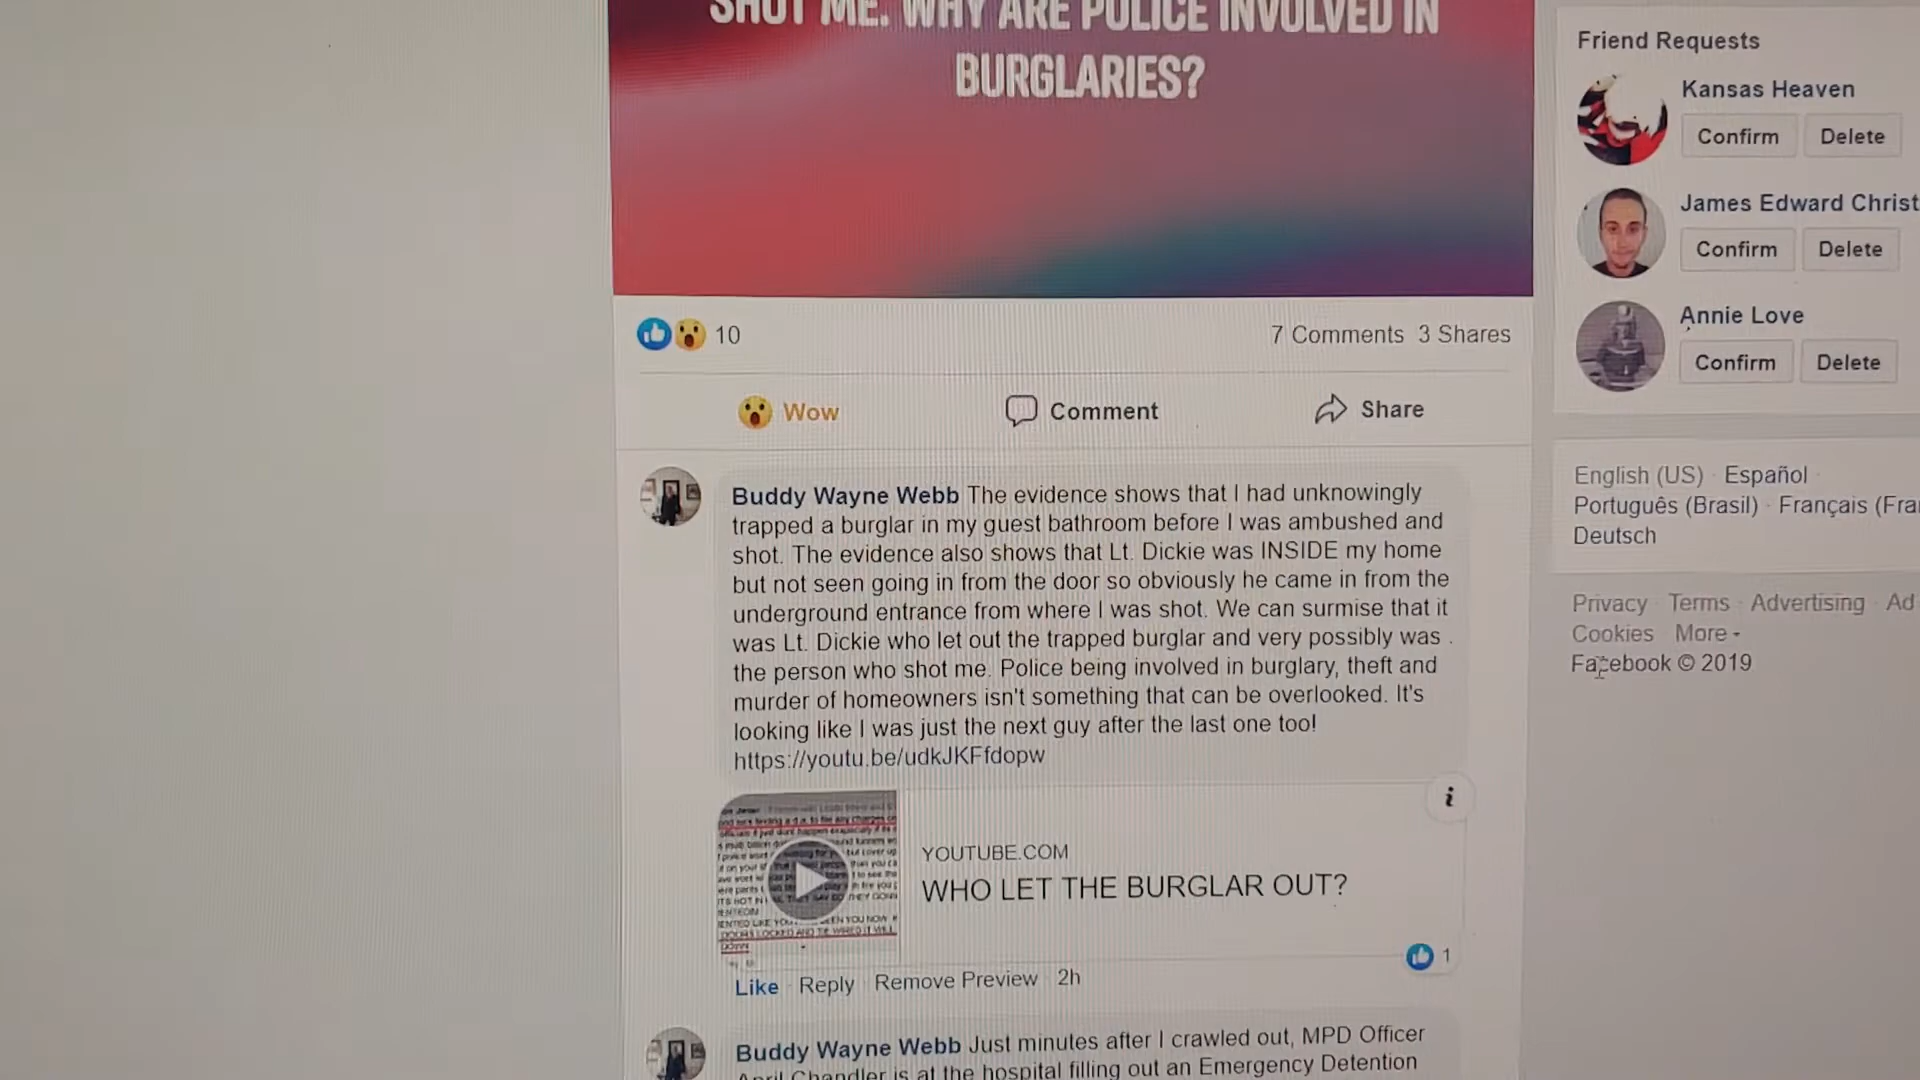 SHOT ME. WHY ARE POLICE INVOLVED IN
BURGLARIES?
10
7 Comments 3 Shares
Wow
Comment
Share
Buddy Wayne Webb The evidence shows that I had unknowingly
trapped a burglar in my guest bathroom before I was ambushed and
shot. The evidence also shows that Lt. Dickie was INSIDE my home
but not seen going in from the door so obviously he came in from the
underground entrance from where I was shot. We can surmise that it
was Lt. Dickie who let out the trapped burglar and very possibly was
the person who shot me. Police being involved in burglary, theft and
murder of homeowners isn't something that can be overlooked. It's
looking like I was just the next guy after the last one too!
https://youtu.be/udkJKFfdopw
i
YOUTUBE.COM
WHO LET THE BURGLAR OUT?
1
Like · Reply · Remove Preview · 2h
Buddy Wayne Webb Just minutes after I crawled out, MPD Officer
April Chandler is at the hospital filling out an Emergency Detention
Friend Requests
Kansas Heaven
Confirm Delete
James Edward Christ
Confirm Delete
Annie Love
Confirm Delete
English (US) · Español ·
Português (Brasil) · Français (Fra
Deutsch
Privacy · Terms · Advertising · Ad
Cookies · More
Facebook © 2019